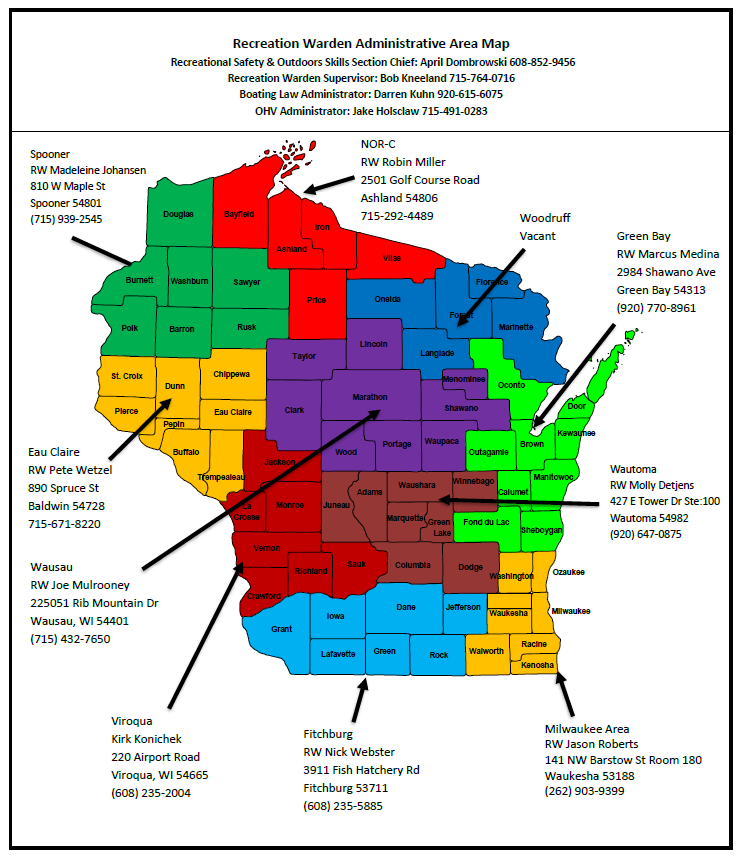 Recreation Warden Administrative Area Map
Recreational Safety & Outdoors Skills Section Chief: April Dombrowski 608-852-9456
Recreation Warden Supervisor: Bob Kneeland 715-764-0716
Boating Law Administrator: Darren Kuhn 920-615-6075
OHV Administrator: Jake Holsclaw 715-491-0283
Spooner
RW Madeleine Johansen
810 W Maple St
Spooner 54801
(715) 939-2545
NOR-C
RW Robin Miller
2501 Golf Course Road
Ashland 54806
715-292-4489
Woodruff
Vacant
Green Bay
RW Marcus Medina
2984 Shawano Ave
Green Bay 54313
(920) 770-8961
Douglas
Bayfield
Iron
Ashland
Vilas
Burnett
Washburn
Sawyer
Florence
Price
Oneida
Forest
Marinette
Polk
Barron
Rusk
Taylor
Lincoln
Langlade
St. Croix
Dunn
Chippewa
Menominee
Oconto
Door
Pierce
Eau Claire
Clark
Marathon
Shawano
Pepin
Kewaunee
Buffalo
Wood
Portage
Waupaca
Outagamie
Brown
Trempealeau
Jackson
Manitowoc
Waushara
Winnebago
Calumet
Adams
La
Crosse
Monroe
Juneau
Marquette
Green
Lake
Fond du Lac
Sheboygan
Vernon
Richland
Sauk
Columbia
Dodge
Washington
Ozaukee
Crawford
Grant
Iowa
Dane
Jefferson
Waukesha
Milwaukee
Lafayette
Green
Rock
Walworth
Racine
Kenosha
Eau Claire
RW Pete Wetzel
890 Spruce St
Baldwin 54728
715-671-8220
Wautoma
RW Molly Detjens
427 E Tower Dr Ste:100
Wautoma 54982
(920) 647-0875
Wausau
RW Joe Mulrooney
225051 Rib Mountain Dr
Wausau, WI 54401
(715) 432-7650
Viroqua
Kirk Konichek
220 Airport Road
Viroqua, WI 54665
(608) 235-2004
Fitchburg
RW Nick Webster
3911 Fish Hatchery Rd
Fitchburg 53711
(608) 235-5885
Milwaukee Area
RW Jason Roberts
141 NW Barstow St Room 180
Waukesha 53188
(262) 903-9399